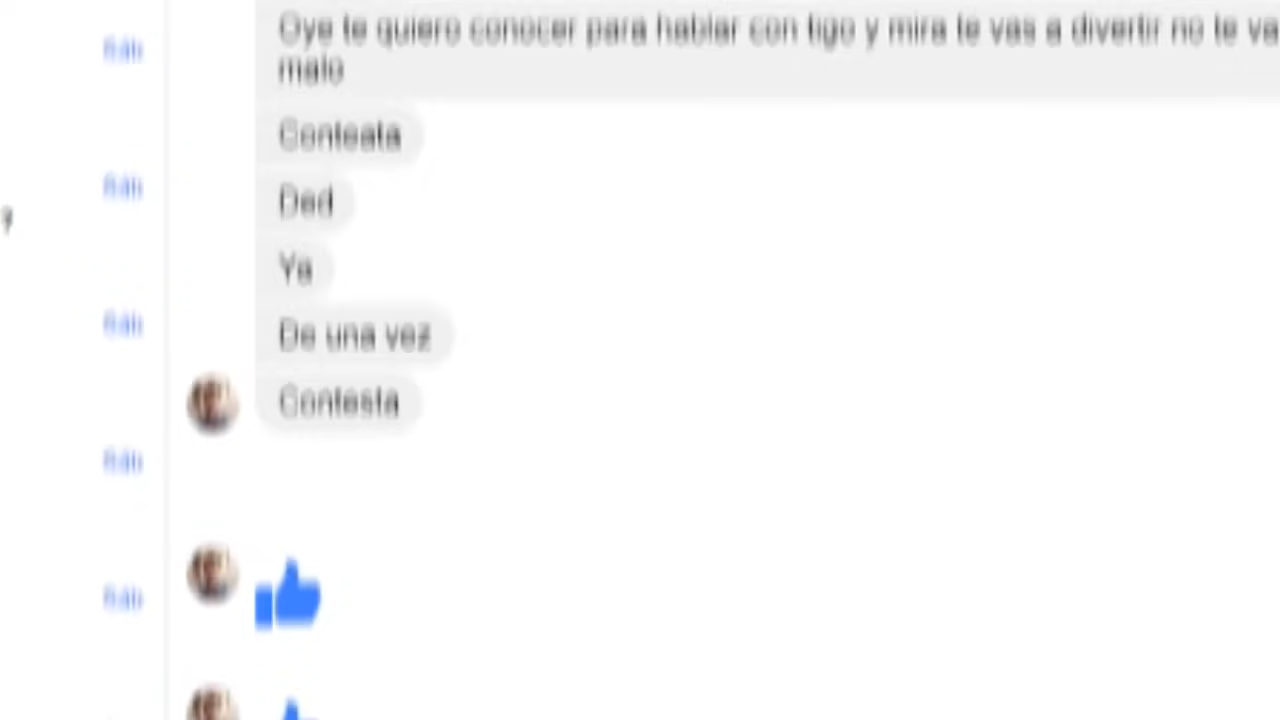 Oye te quiero conocer para hablar con tigo y mira te vas a divertir no te va
malo
Contesta
Ded
Ya
De una vez
Contesta